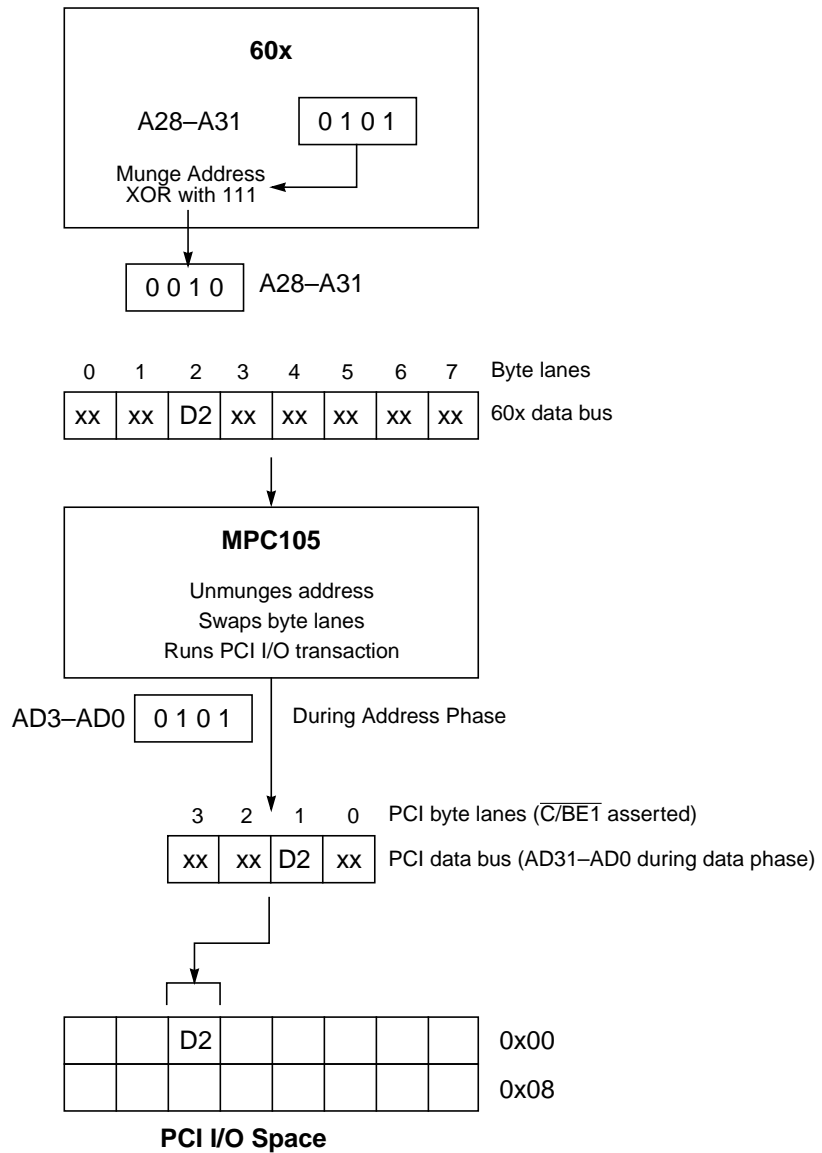 60x
A28–A31 0 1 0 1
Munge Address
XOR with 111
0 0 1 0 A28–A31
0 1 2 3 4 5 6 7 Byte lanes
xx xx D2 xx xx xx xx xx 60x data bus
MPC105
Unmunges address
Swaps byte lanes
Runs PCI I/O transaction
AD3–AD0 0 1 0 1 During Address Phase
3 2 1 0 PCI byte lanes (C/BE1 asserted)
xx xx D2 xx PCI data bus (AD31–AD0 during data phase)
D2 0x00
0x08
PCI I/O Space